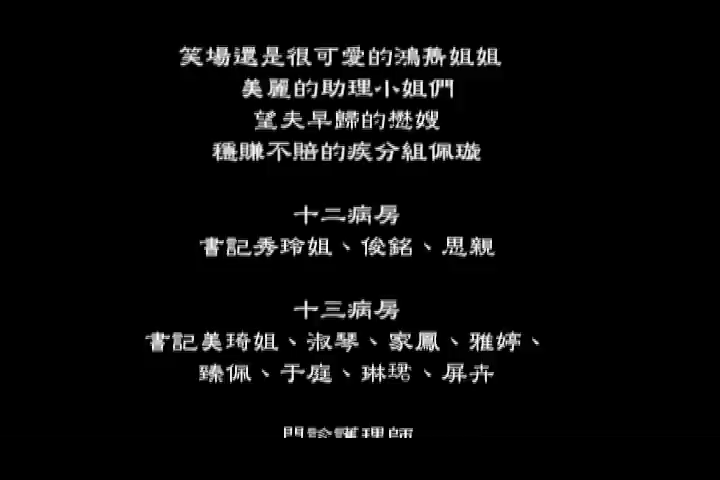 笑場還是很可愛的鴻雋姐姐
美麗的助理小姐們
望夫早歸的懋嫂
穩賺不賠的疾分組佩璇
十二病房
書記秀玲姐、俊銘、思親
十三病房
書記美琦姐、淑琴、家鳳、雅婷、
臻佩、于庭、琳珺、屏卉
門診護理師